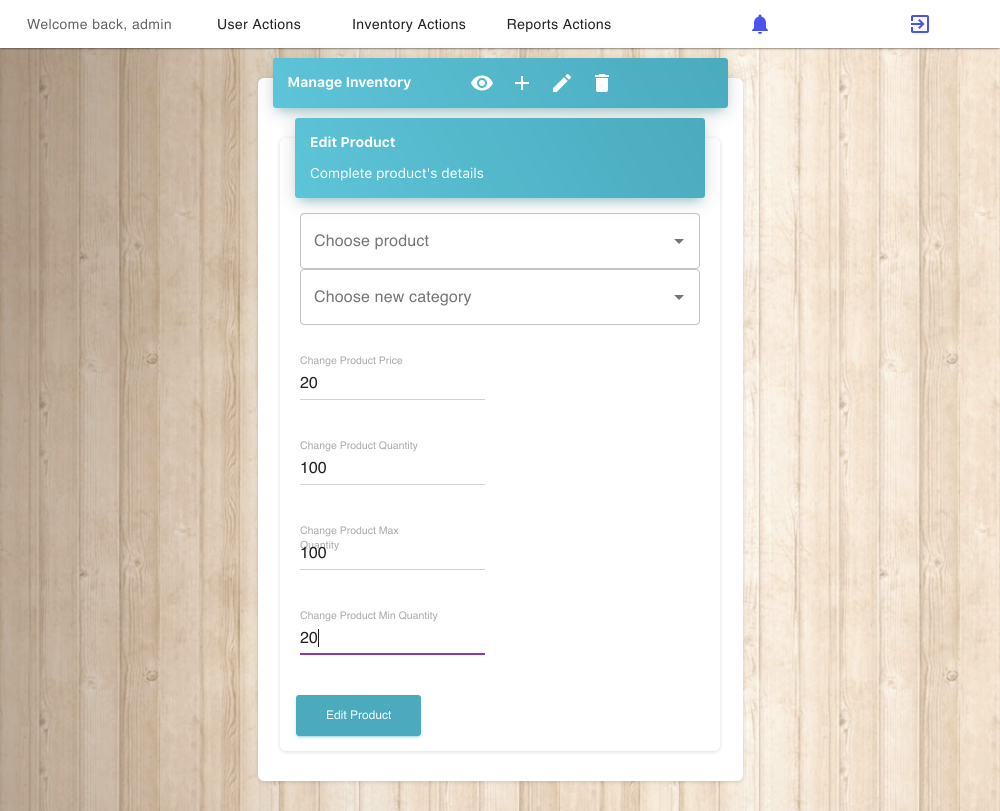 Welcome back, admin
User Actions
Inventory Actions
Reports Actions
Manage Inventory
Edit Product
Complete product's details
Choose product
Choose new category
Change Product Price
20
Change Product Quantity
100
Change Product Max
Quantity
100
Change Product Min Quantity
20
Edit Product